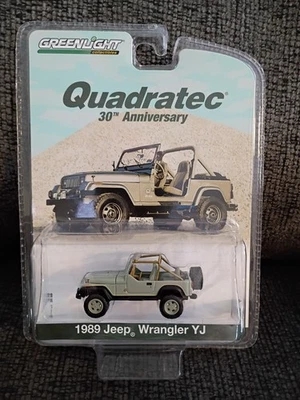 GREENLIGHT
Quadratec®
30TH Anniversary
1989 Jeep® Wrangler YJ